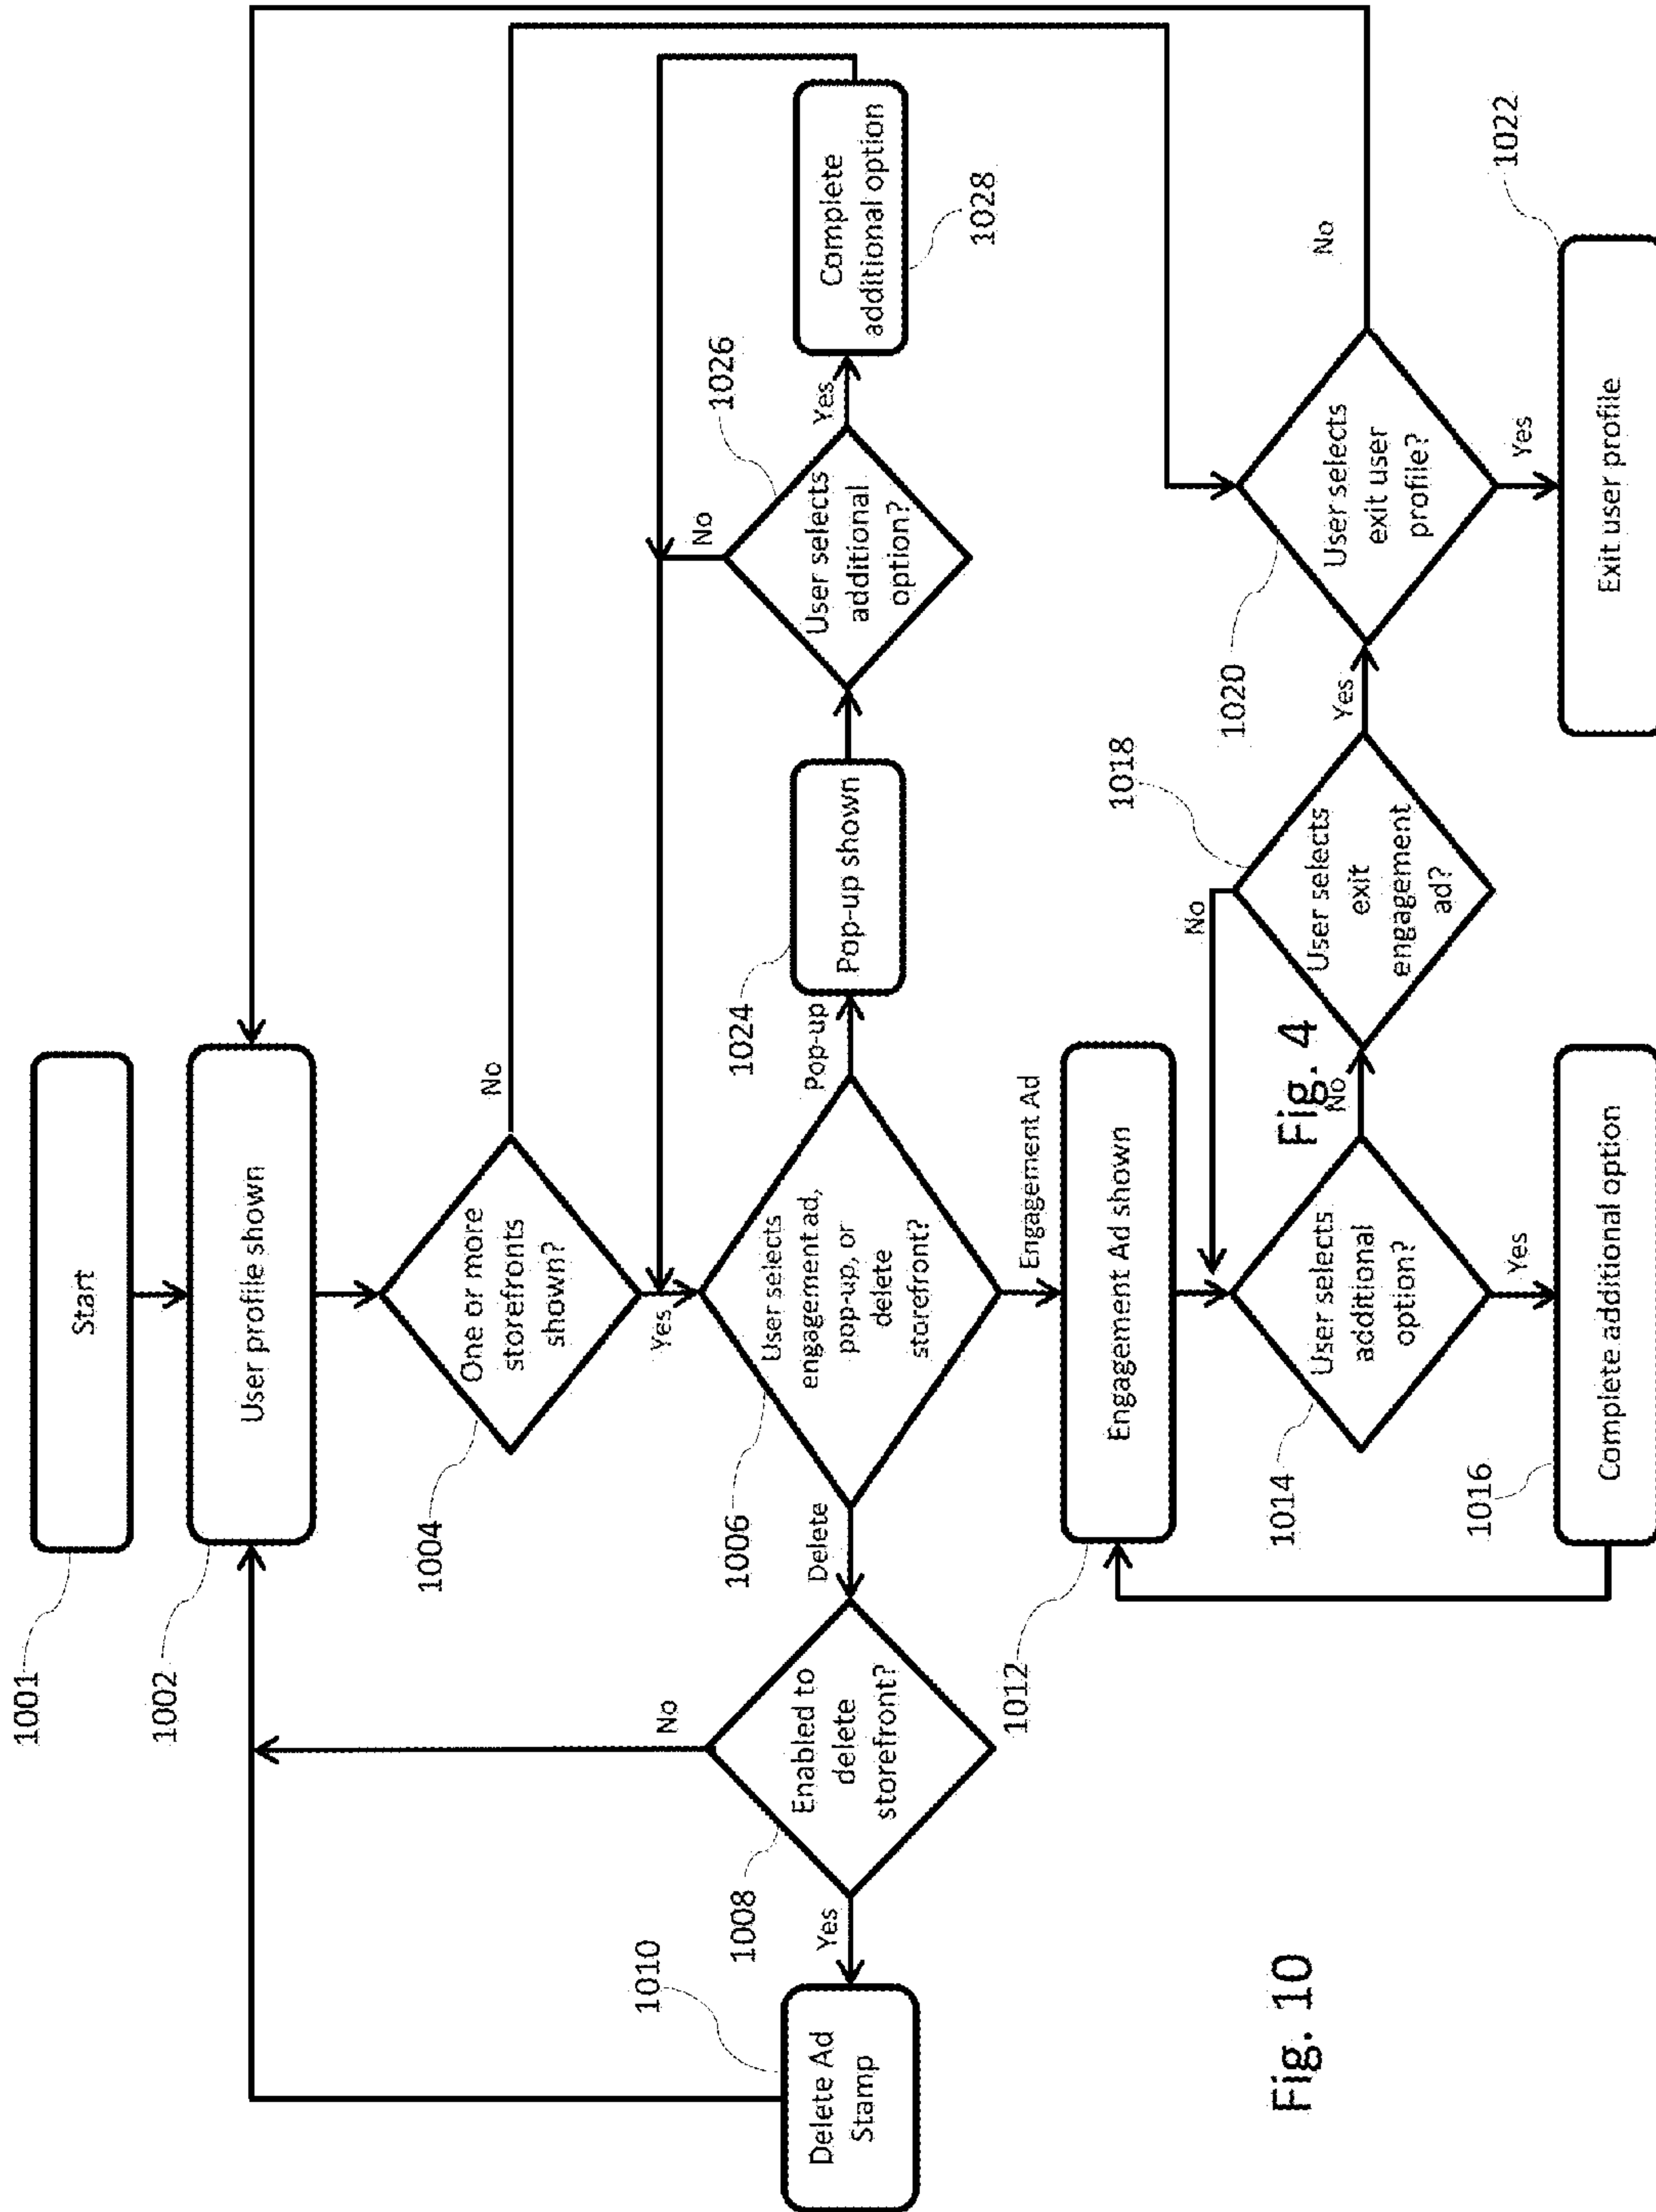 1001
Start
1002
User profile shown
1004
One or more
storefronts
shown?
No
Yes
1006
User selects
engagement ad,
pop-up, or
delete
storefront?
Delete
Pop-up
Engagement Ad
1008
Enabled to
delete
storefront?
No
Yes
1010
Delete Ad
Stamp
1024
Pop-up shown
1026
User selects
additional
option?
No
Yes
Complete
additional option
1028
1012
Engagement Ad shown
1014
User selects
additional
option?
No
Yes
1016
Complete additional option
Fig. 4
1018
User selects
exit
engagement
ad?
No
Yes
1020
User selects
exit user
profile?
No
Yes
1022
Exit user profile
Fig. 10